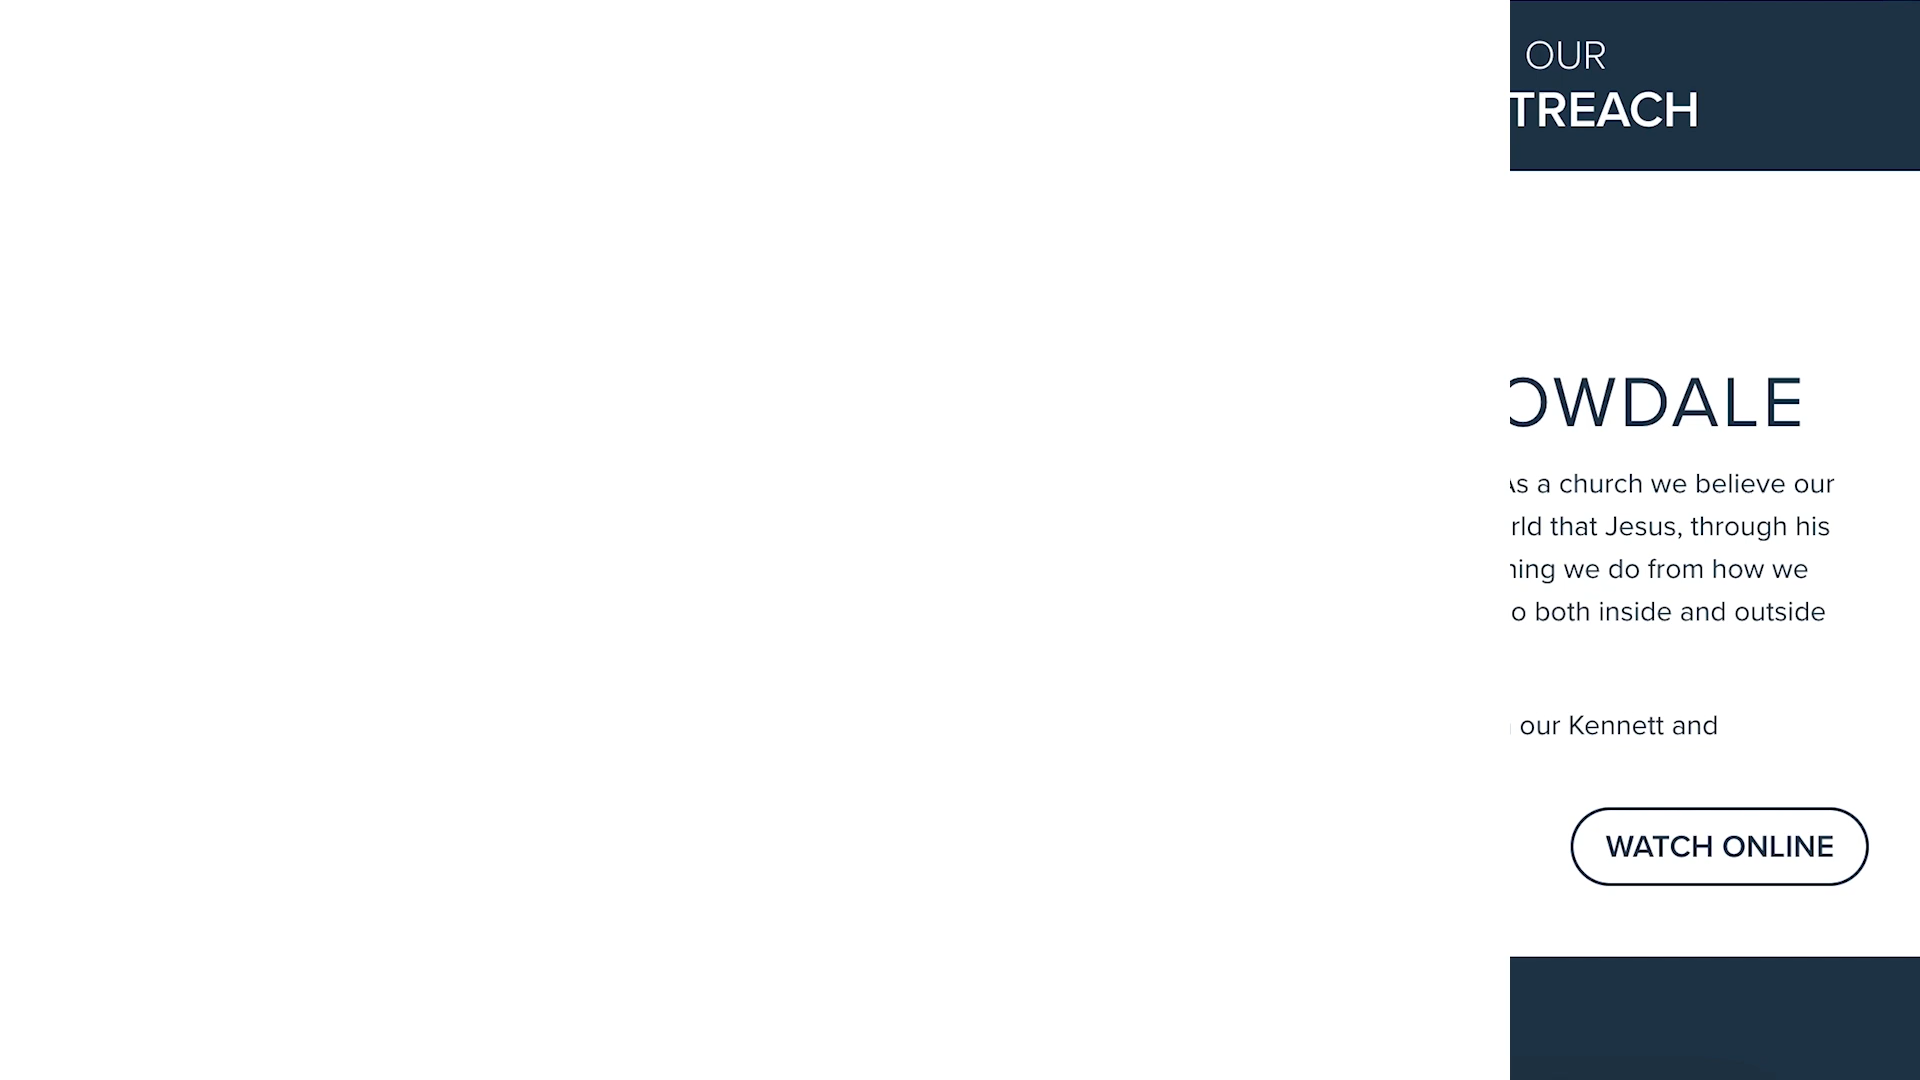 OUR
TREACH
OWDALE
As a church we believe our
rld that Jesus, through his
ing we do from how we
o both inside and outside
our Kennett and
WATCH ONLINE